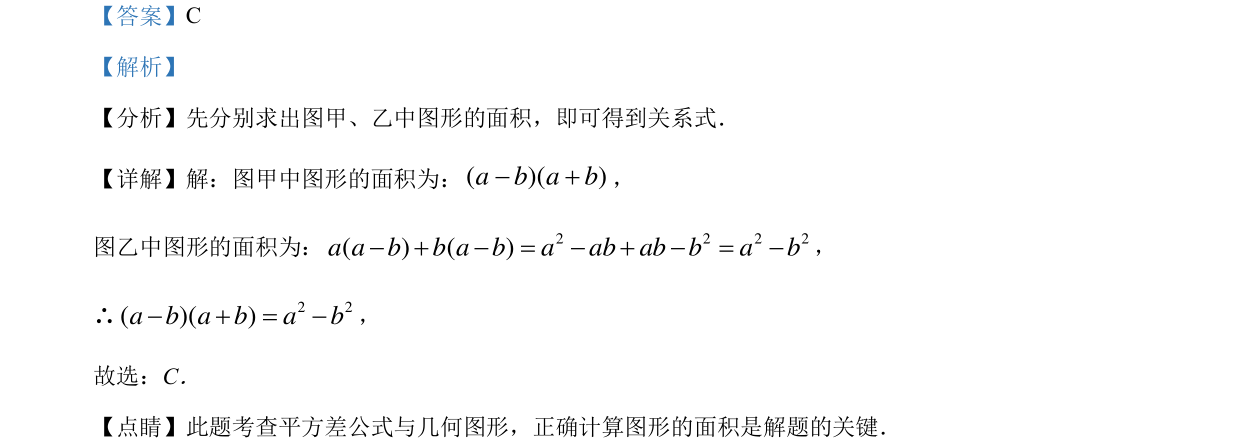 【答案】C
【解析】
【分析】先分别求出图甲、乙中图形的面积，即可得到关系式．
【详解】解：图甲中图形的面积为：(a−b)(a+b)，
图乙中图形的面积为：a(a−b)+b(a−b)=a²−ab+ab−b²=a²−b²，
∴(a−b)(a+b)=a²−b²，
故选：C．
【点睛】此题考查平方差公式与几何图形，正确计算图形的面积是解题的关键．